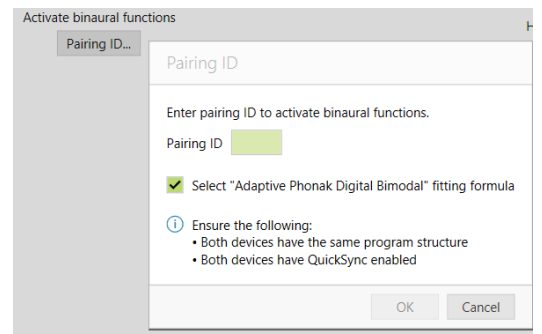 Activate binaural functions
H
Pairing ID...
Pairing ID
Enter pairing ID to activate binaural functions.
Pairing ID
Select "Adaptive Phonak Digital Bimodal" fitting formula
Ensure the following:
• Both devices have the same program structure
• Both devices have QuickSync enabled
OK Cancel